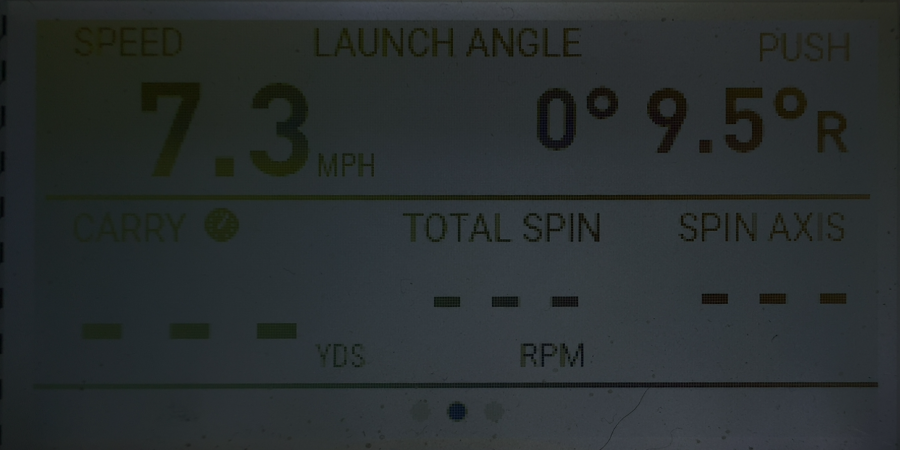 SPEED LAUNCH ANGLE PUSH
7.3 MPH 0° 9.5° R
CARRY TOTAL SPIN SPIN AXIS
--- --- ---
YDS RPM